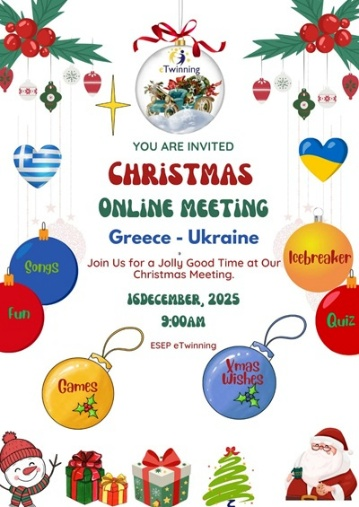 eTwinning
YOU ARE INVITED
CHRISTMAS
ONLINE MEETING
Greece - Ukraine
Join Us for a Jolly Good Time at Our
Christmas Meeting.
16December, 2025
9:00AM
ESEP eTwinning
Songs
Icebreaker
Fun
Quiz
Games
Xmas
Wishes